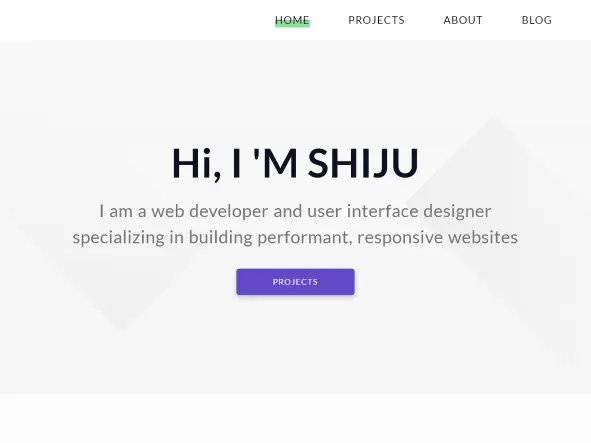 HOME PROJECTS ABOUT BLOG
Hi, I 'M SHIJU
I am a web developer and user interface designer
specializing in building performant, responsive websites
PROJECTS